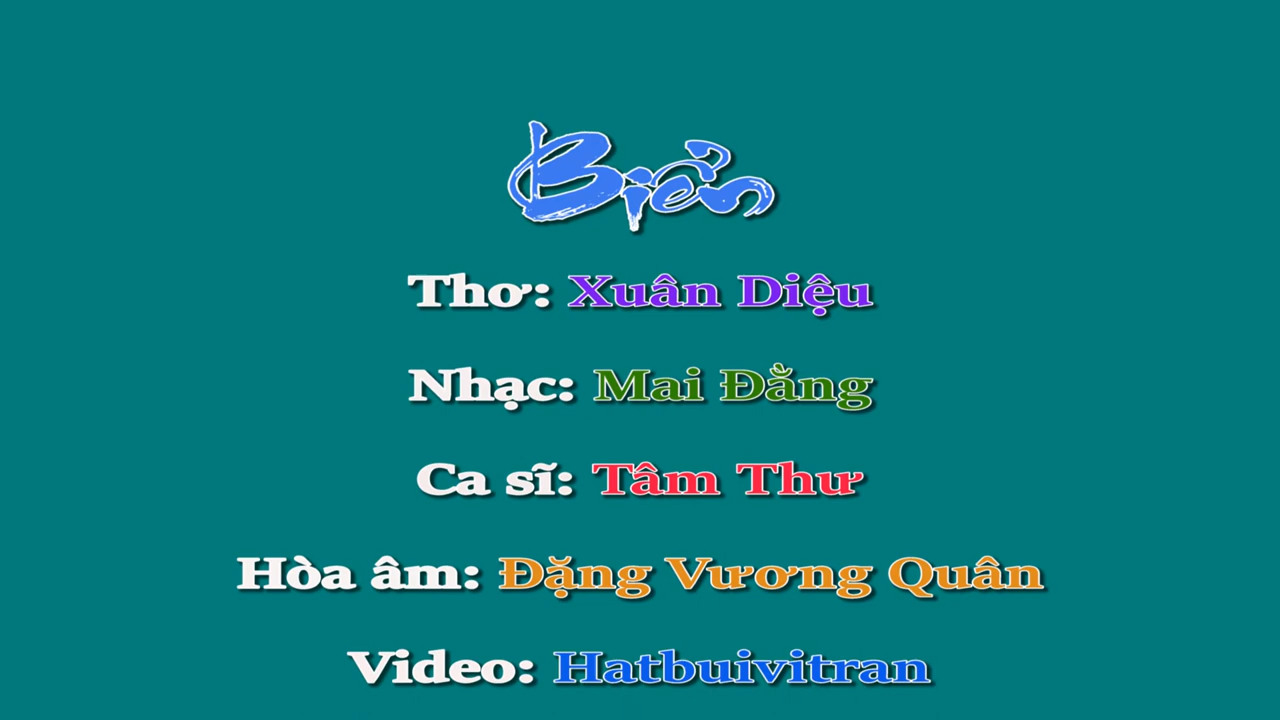 Biển
Thơ: Xuân Diệu
Nhạc: Mai Đằng
Ca sĩ: Tâm Thư
Hòa âm: Đặng Vương Quân
Video: Hatbuivitran